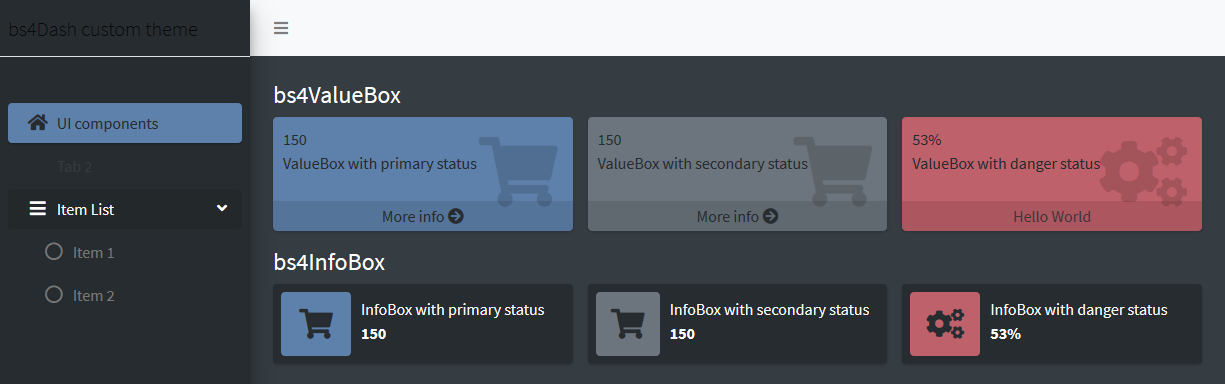 bs4Dash custom theme
UI components
Tab 2
Item List
Item 1
Item 2
bs4ValueBox
150
ValueBox with primary status
More info
150
ValueBox with secondary status
More info
53%
ValueBox with danger status
Hello World
bs4InfoBox
InfoBox with primary status
150
InfoBox with secondary status
150
InfoBox with danger status
53%